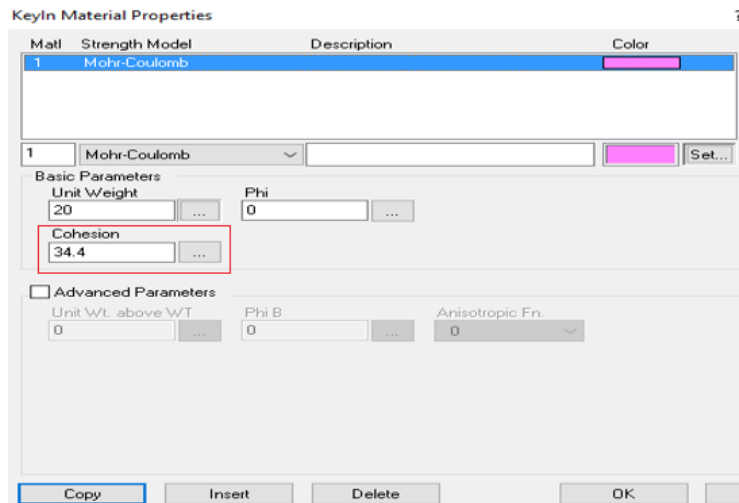 KeyIn Material Properties ?
Matl Strength Model Description Color
1 Mohr-Coulomb
1 Mohr-Coulomb Set...
Basic Parameters
Unit Weight Phi
20 ... 0 ...
Cohesion
34.4 ...
Advanced Parameters
Unit Wt. above WT Phi B Anisotropic Fn.
0 ... 0 ... 0
Copy Insert Delete OK